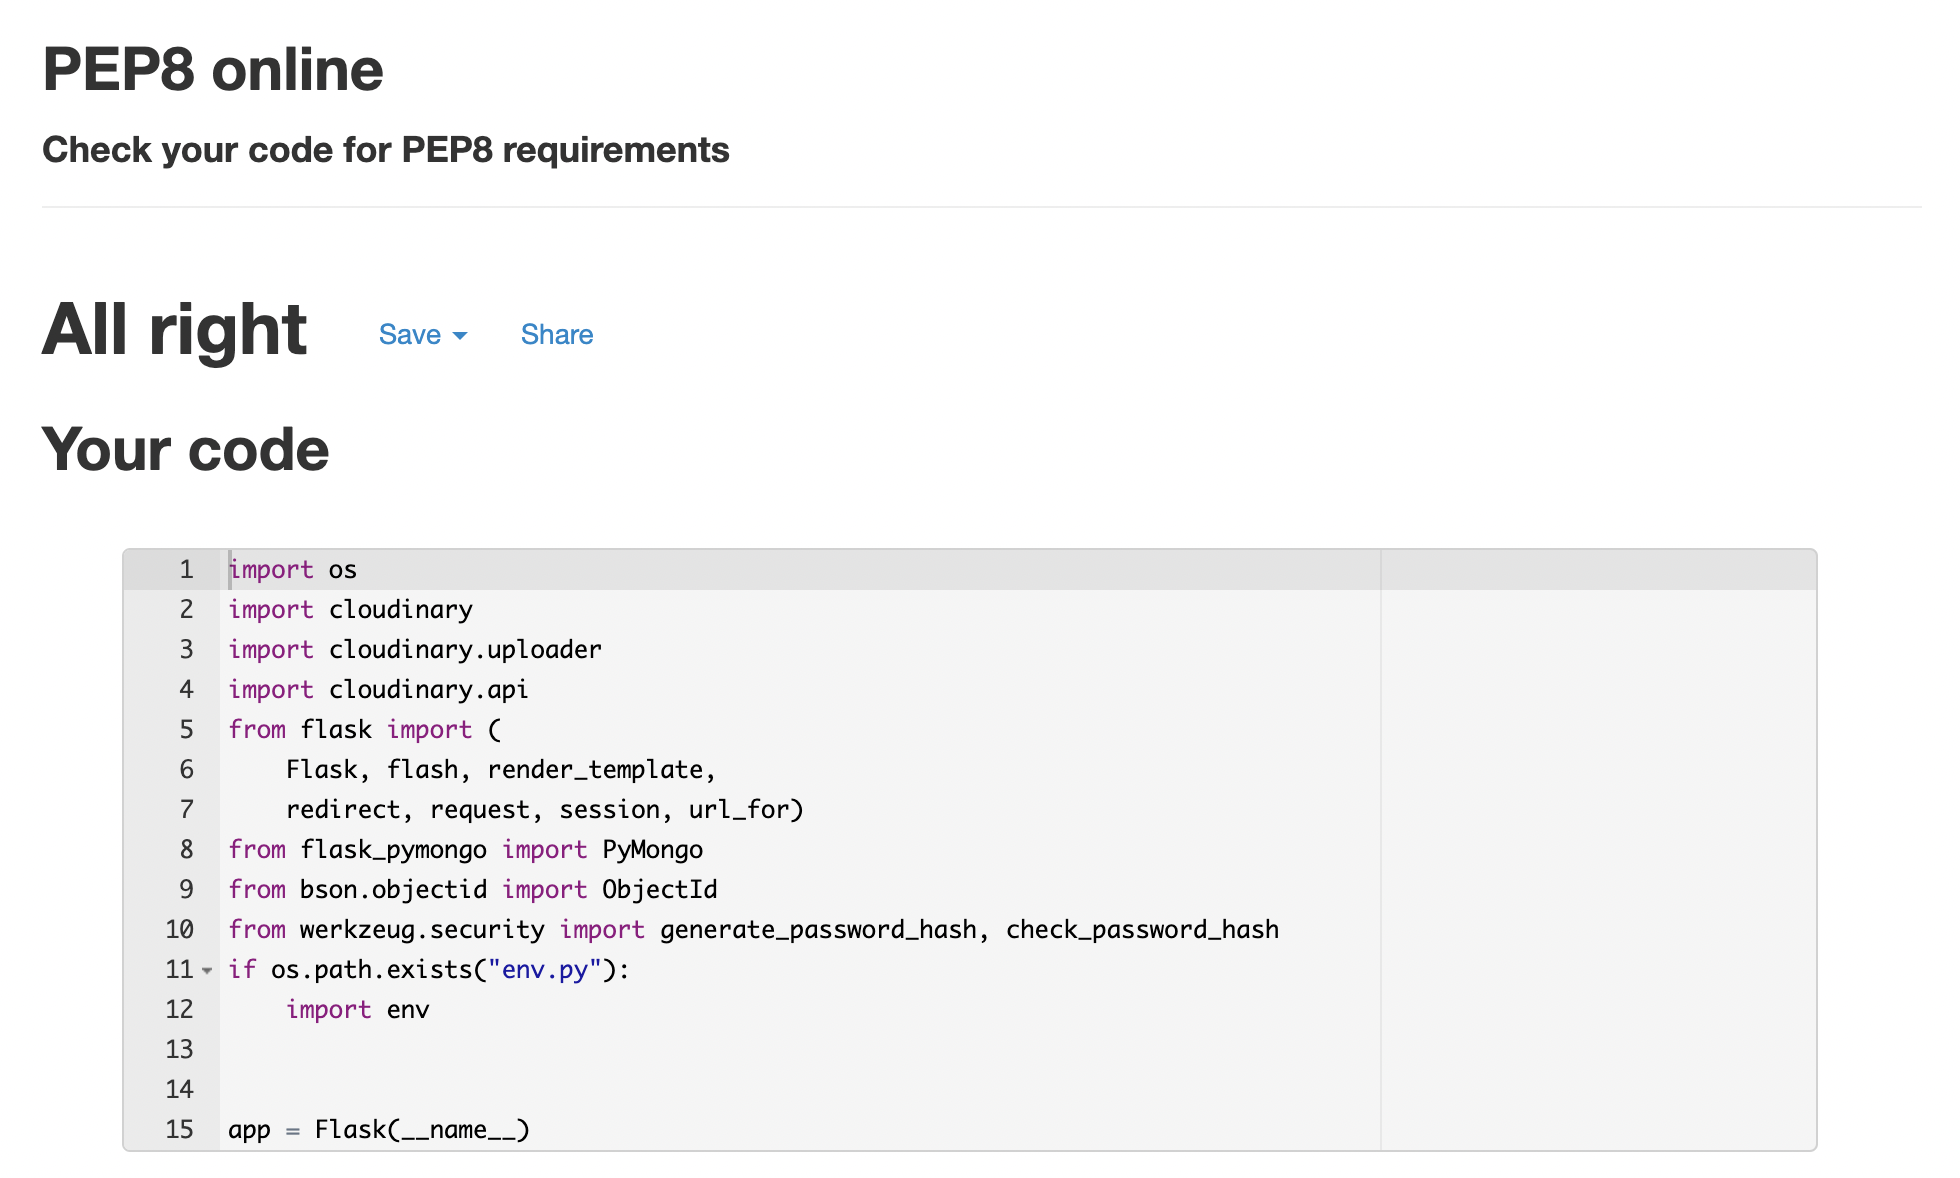 PEP8 online
Check your code for PEP8 requirements
All right Save Share
Your code
1 import os
2 import cloudinary
3 import cloudinary.uploader
4 import cloudinary.api
5 from flask import (
6     Flask, flash, render_template,
7     redirect, request, session, url_for)
8 from flask_pymongo import PyMongo
9 from bson.objectid import ObjectId
10 from werkzeug.security import generate_password_hash, check_password_hash
11 if os.path.exists("env.py"):
12     import env
13
14
15 app = Flask(__name__)